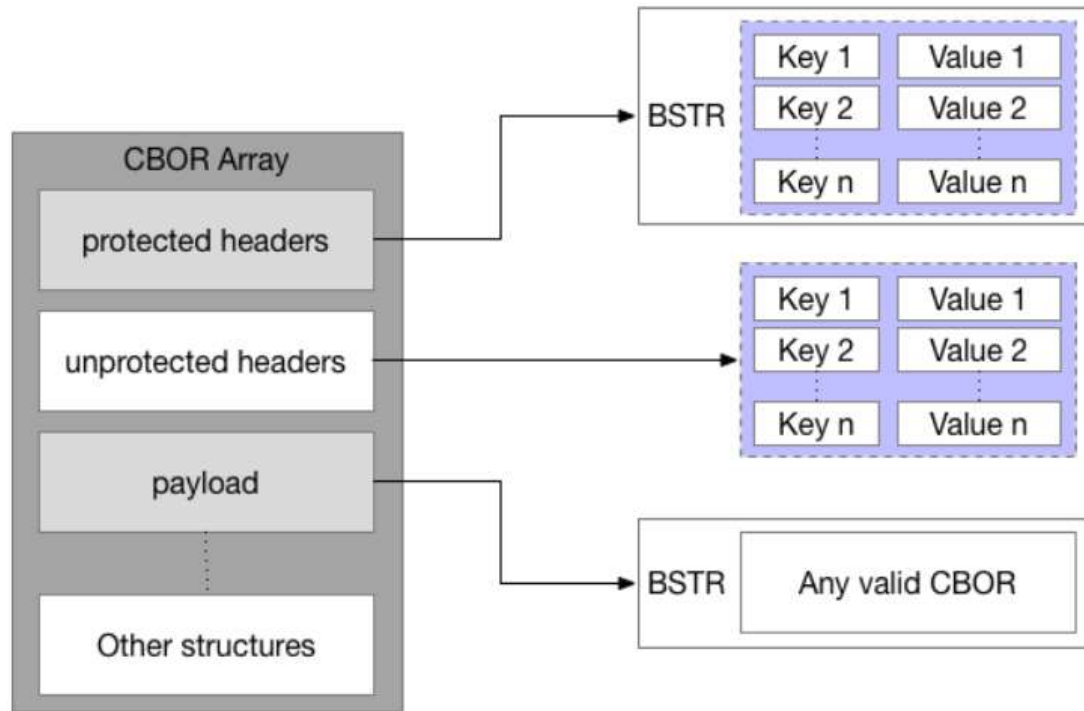 CBOR Array
protected headers
unprotected headers
payload
Other structures
BSTR
Key 1 Value 1
Key 2 Value 2
Key n Value n
Key 1 Value 1
Key 2 Value 2
Key n Value n
BSTR
Any valid CBOR